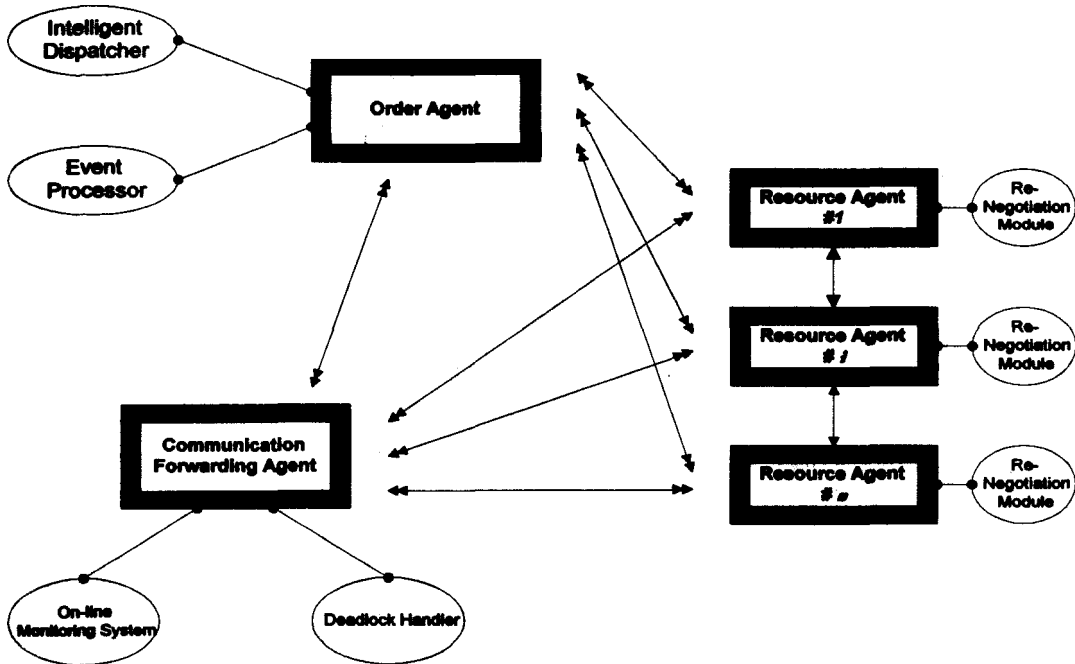 Intelligent
Dispatcher
Order Agent
Event
Processor
Resource Agent
#1
Re-
Negotiation
Module
Resource Agent
# i
Re-
Negotiation
Module
Communication
Forwarding Agent
Resource Agent
# n
Re-
Negotiation
Module
On-line
Monitoring System
Deadlock Handler